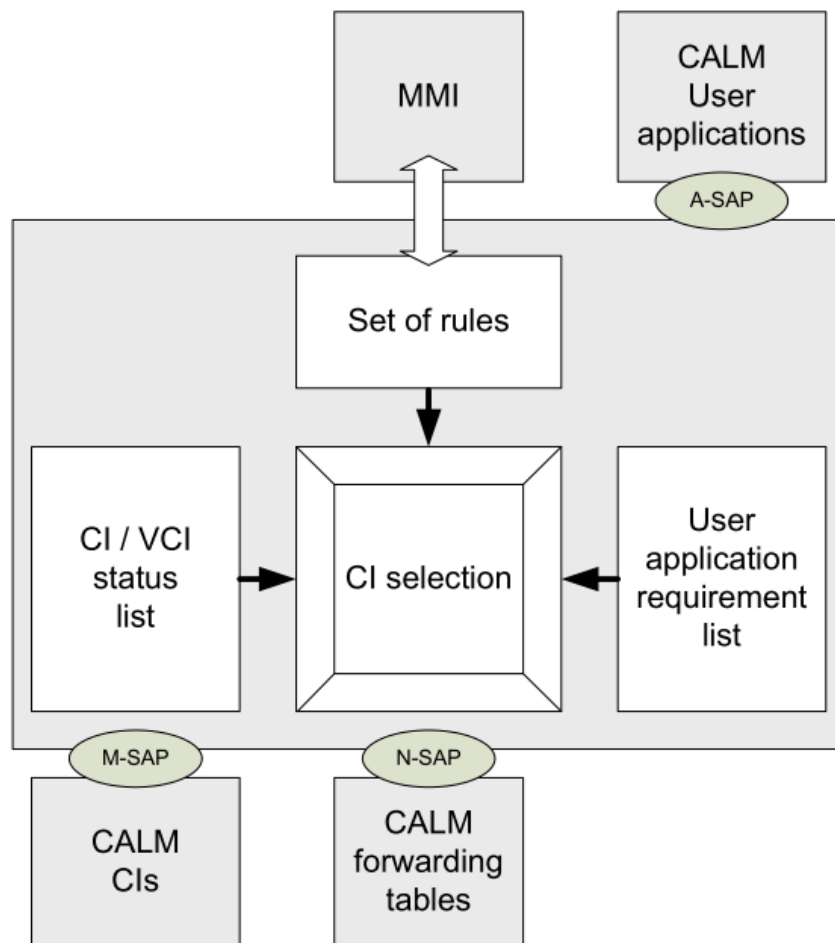 MMI
CALM
User
applications
A-SAP
Set of rules
CI / VCI
status
list
CI selection
User
application
requirement
list
M-SAP
N-SAP
CALM
CIs
CALM
forwarding
tables